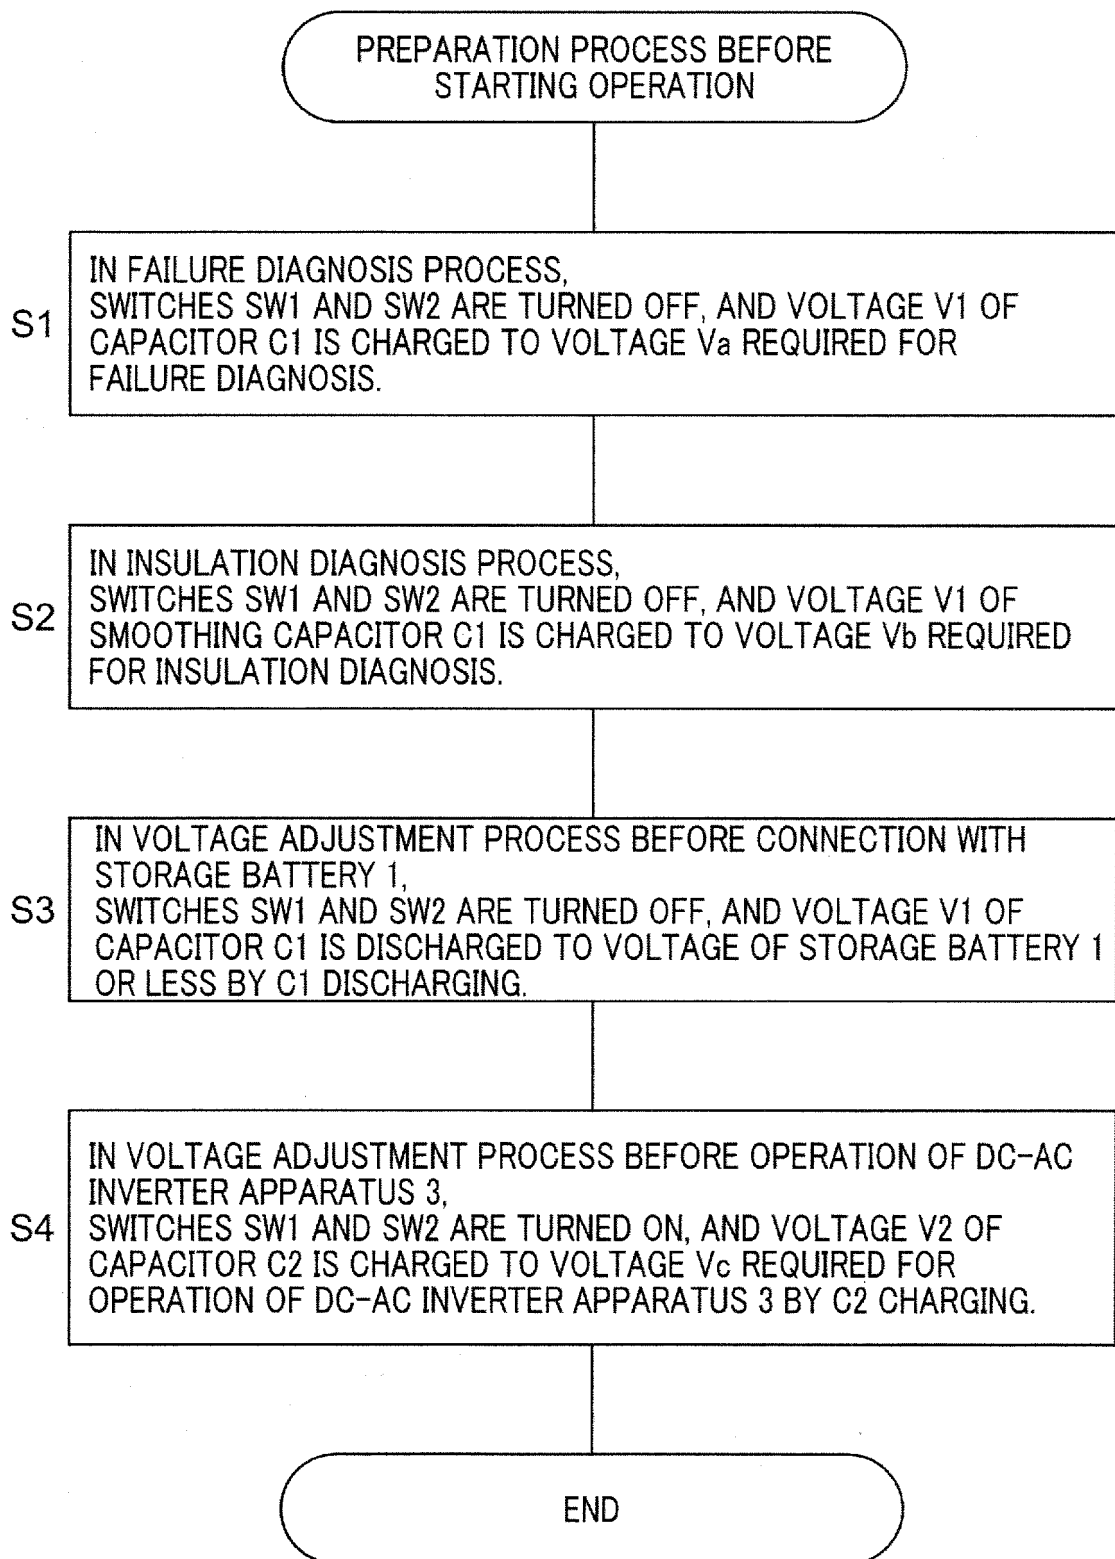 PREPARATION PROCESS BEFORE
STARTING OPERATION
S1
IN FAILURE DIAGNOSIS PROCESS,
SWITCHES SW1 AND SW2 ARE TURNED OFF, AND VOLTAGE V1 OF
CAPACITOR C1 IS CHARGED TO VOLTAGE Va REQUIRED FOR
FAILURE DIAGNOSIS.
S2
IN INSULATION DIAGNOSIS PROCESS,
SWITCHES SW1 AND SW2 ARE TURNED OFF, AND VOLTAGE V1 OF
SMOOTHING CAPACITOR C1 IS CHARGED TO VOLTAGE Vb REQUIRED
FOR INSULATION DIAGNOSIS.
S3
IN VOLTAGE ADJUSTMENT PROCESS BEFORE CONNECTION WITH
STORAGE BATTERY 1,
SWITCHES SW1 AND SW2 ARE TURNED OFF, AND VOLTAGE V1 OF
CAPACITOR C1 IS DISCHARGED TO VOLTAGE OF STORAGE BATTERY 1
OR LESS BY C1 DISCHARGING.
S4
IN VOLTAGE ADJUSTMENT PROCESS BEFORE OPERATION OF DC-AC
INVERTER APPARATUS 3,
SWITCHES SW1 AND SW2 ARE TURNED ON, AND VOLTAGE V2 OF
CAPACITOR C2 IS CHARGED TO VOLTAGE Vc REQUIRED FOR
OPERATION OF DC-AC INVERTER APPARATUS 3 BY C2 CHARGING.
END